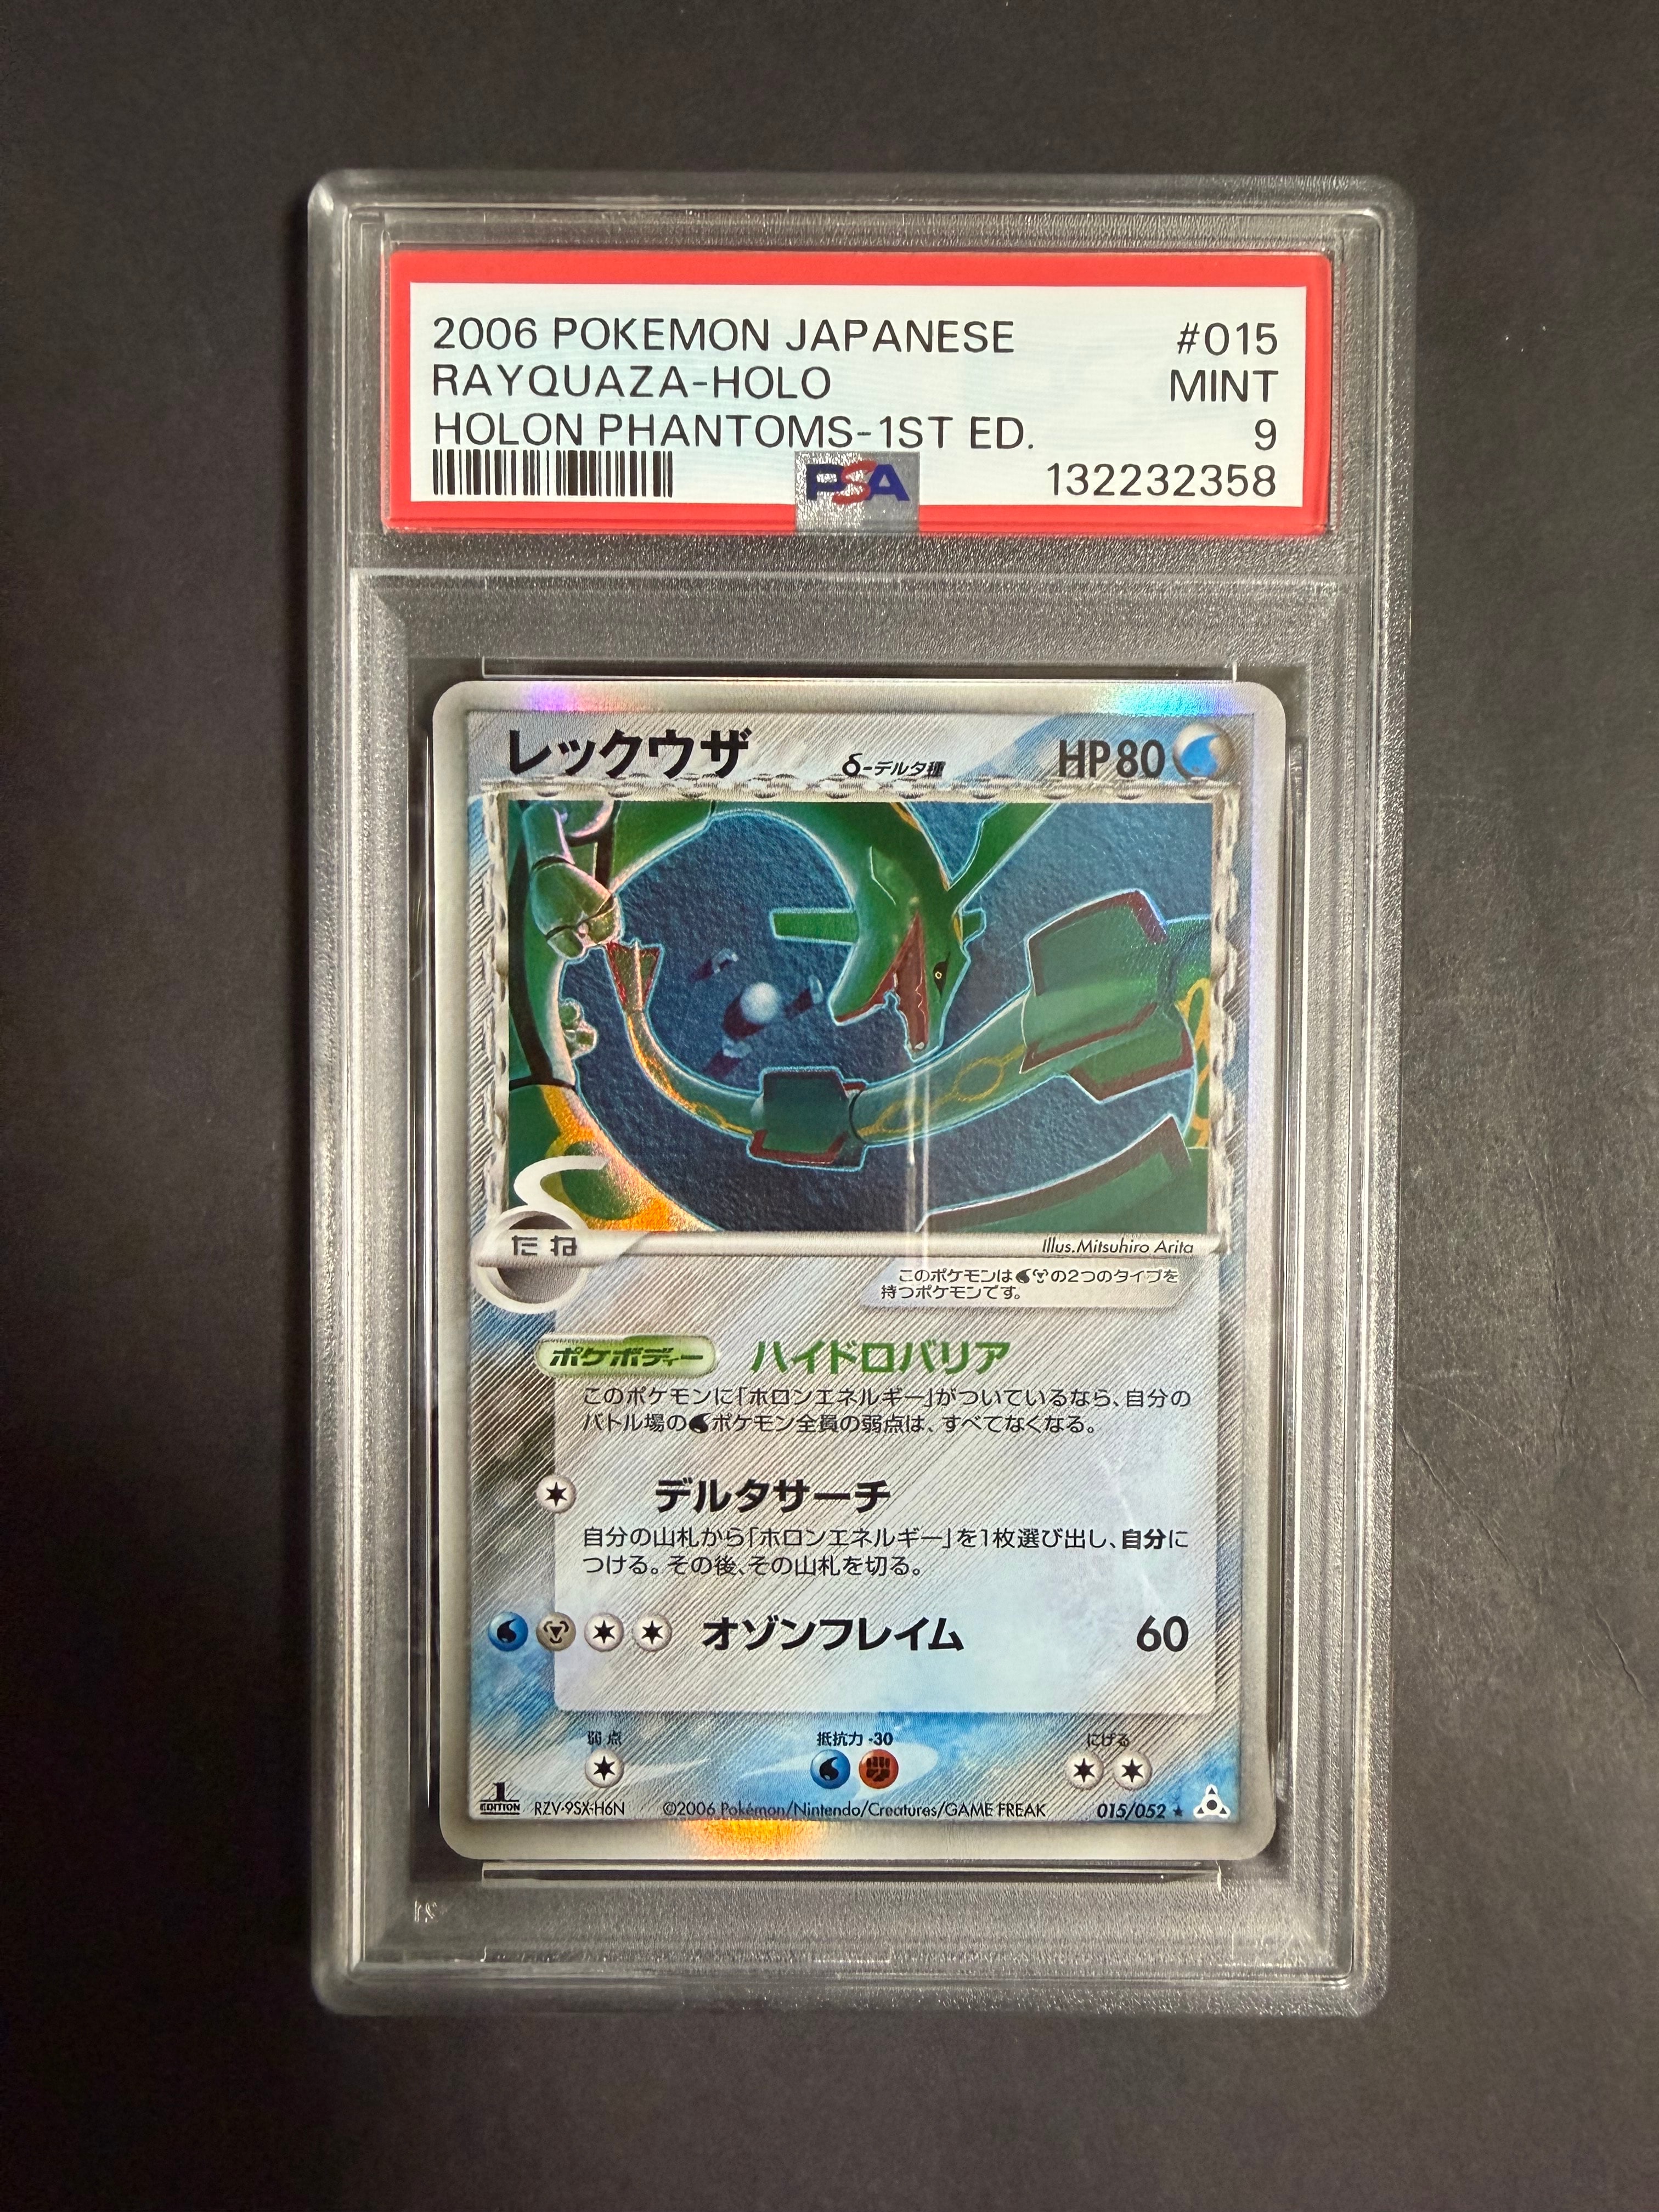 2006 POKEMON JAPANESE #015
RAYQUAZA-HOLO MINT
HOLON PHANTOMS-1ST ED. 9
PSA 132232358
レックウザ δ-デルタ種 HP80
たね
Illus.Mitsuhiro Arita
このポケモンはの2つのタイプを
持つポケモンです。
ポケボディー ハイドロバリア
このポケモンに「ホロンエネルギー」がついているなら、自分の
バトル場のポケモン全員の弱点は、すべてなくなる。
デルタサーチ
自分の山札から「ホロンエネルギー」を1枚選び出し、自分に
つける。その後、その山札を切る。
オゾンフレイム 60
弱点 抵抗力 -30 にげる
1 EDITION RZV-9SX-H6N ©2006 Pokémon/Nintendo/Creatures/GAME FREAK 015/052 ★